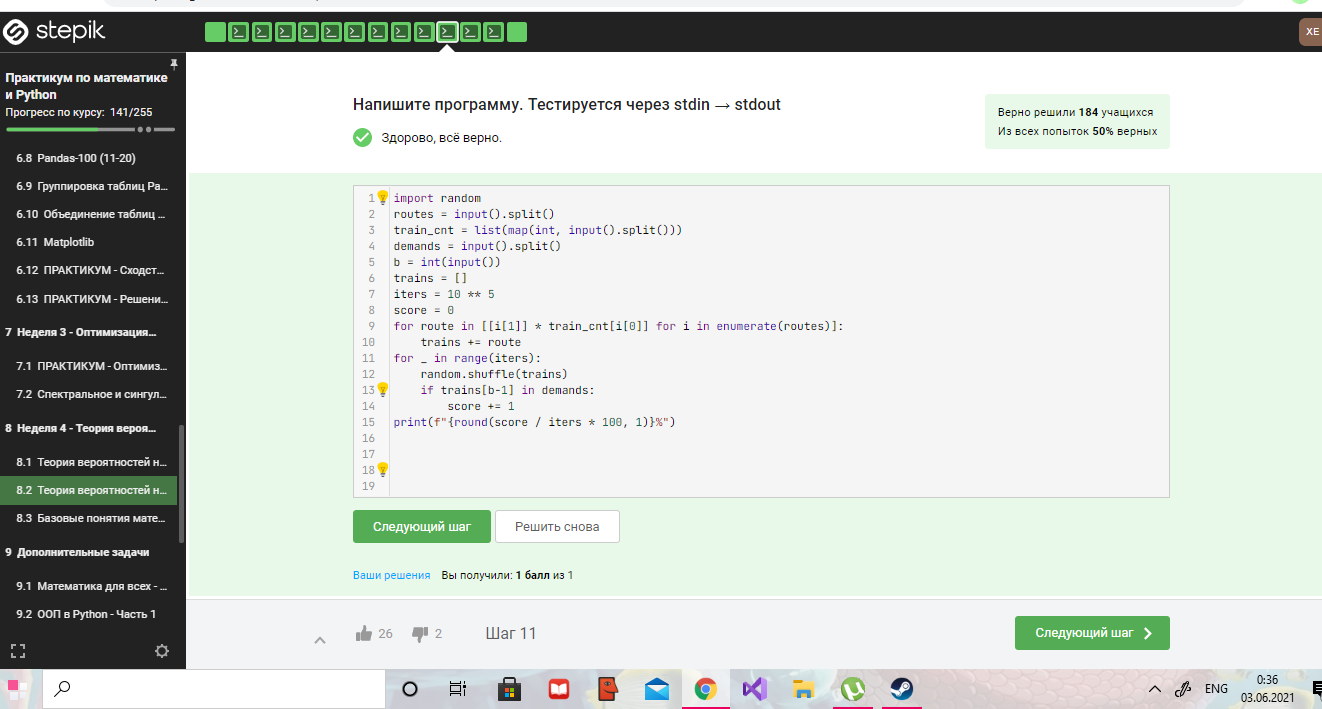 stepik
XE
Практикум по математике
и Python
Прогресс по курсу: 141/255
6.8 Pandas-100 (11-20)
6.9 Группировка таблиц Pa...
6.10 Объединение таблиц ...
6.11 Matplotlib
6.12 ПРАКТИКУМ - Сходст...
6.13 ПРАКТИКУМ - Решени...
7 Неделя 3 - Оптимизация...
7.1 ПРАКТИКУМ - Оптимиз...
7.2 Спектральное и сингул...
8 Неделя 4 - Теория вероя...
8.1 Теория вероятностей н...
8.2 Теория вероятностей н...
8.3 Базовые понятия мате...
9 Дополнительные задачи
9.1 Математика для всех - ...
9.2 ООП в Python - Часть 1
Напишите программу. Тестируется через stdin → stdout
Здорово, всё верно.
Верно решили 184 учащихся
Из всех попыток 50% верных
1 import random
2 routes = input().split()
3 train_cnt = list(map(int, input().split()))
4 demands = input().split()
5 b = int(input())
6 trains = []
7 iters = 10 ** 5
8 score = 0
9 for route in [[i[1]] * train_cnt[i[0]] for i in enumerate(routes)]:
10     trains += route
11 for _ in range(iters):
12     random.shuffle(trains)
13     if trains[b-1] in demands:
14         score += 1
15 print(f"{round(score / iters * 100, 1)}%")
16
17
18
19
Следующий шаг
Решить снова
Ваши решения Вы получили: 1 балл из 1
26
2
Шаг 11
Следующий шаг
ENG
0:36
03.06.2021